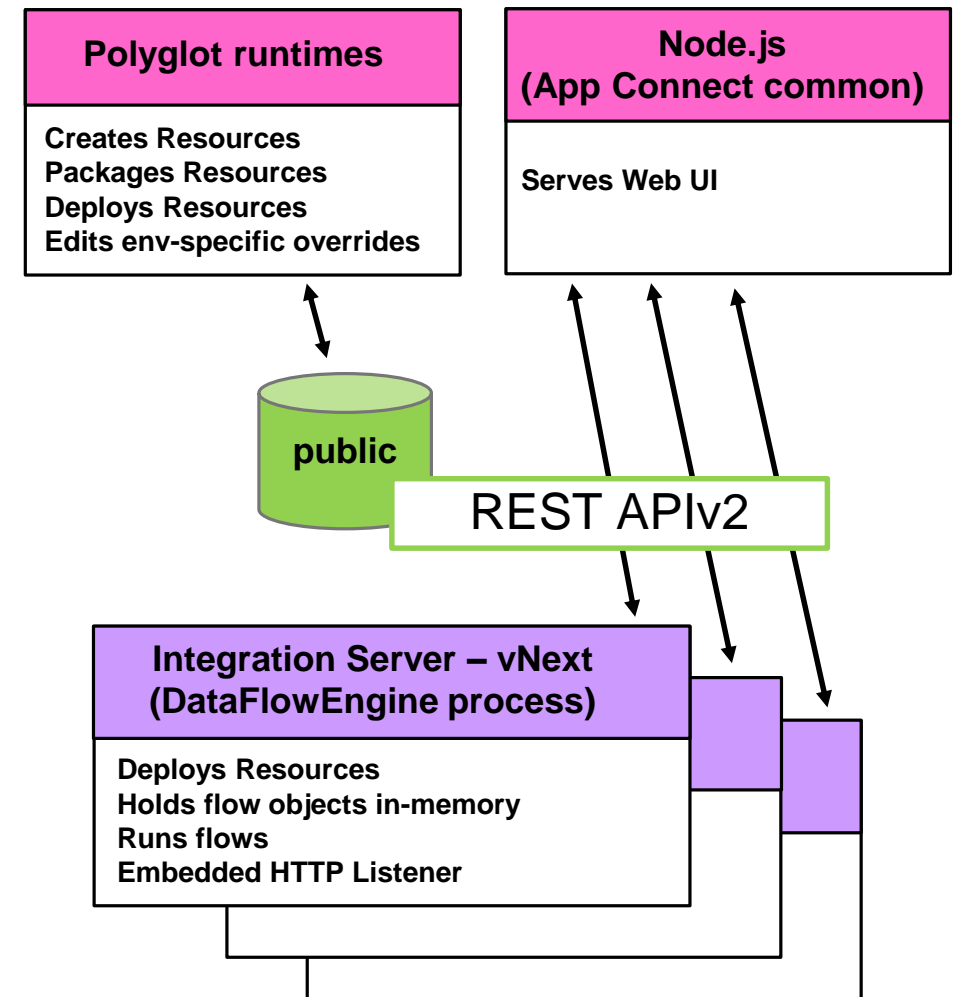 Polyglot runtimes
Creates Resources
Packages Resources
Deploys Resources
Edits env-specific overrides
Node.js
(App Connect common)
Serves Web UI
public
REST APIv2
Integration Server – vNext
(DataFlowEngine process)
Deploys Resources
Holds flow objects in-memory
Runs flows
Embedded HTTP Listener